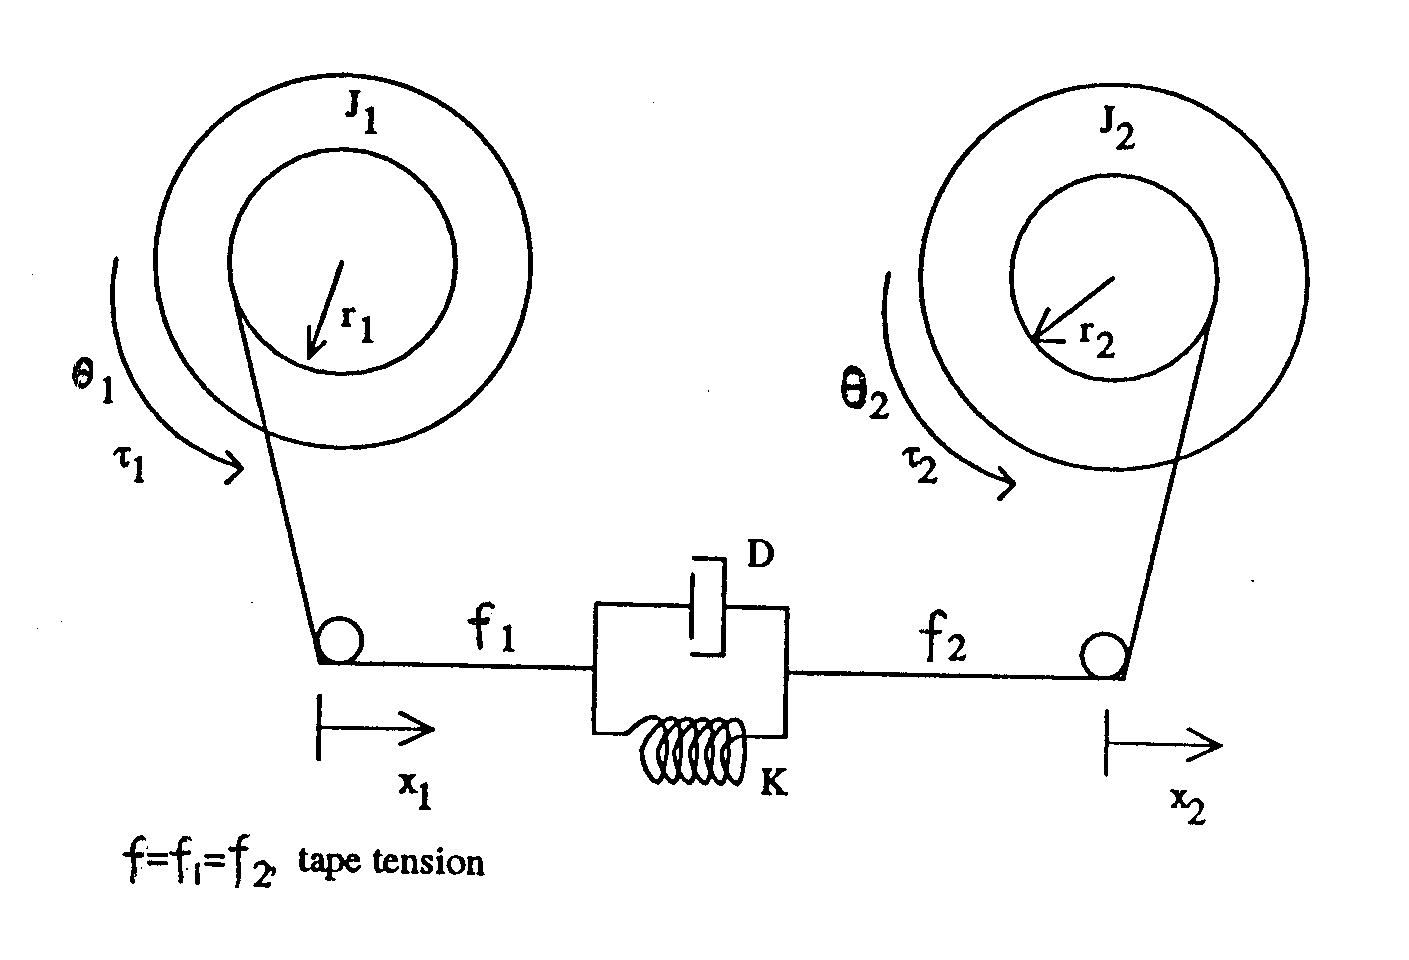 J1
J2
r1
r2
θ1
θ2
τ1
τ2
D
f1
f2
K
x1
x2
f=f1=f2, tape tension